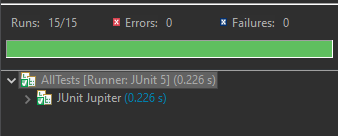 Runs: 15/15 Errors: 0 Failures: 0
AllTests [Runner: JUnit 5] (0.226 s)
JUnit Jupiter (0.226 s)